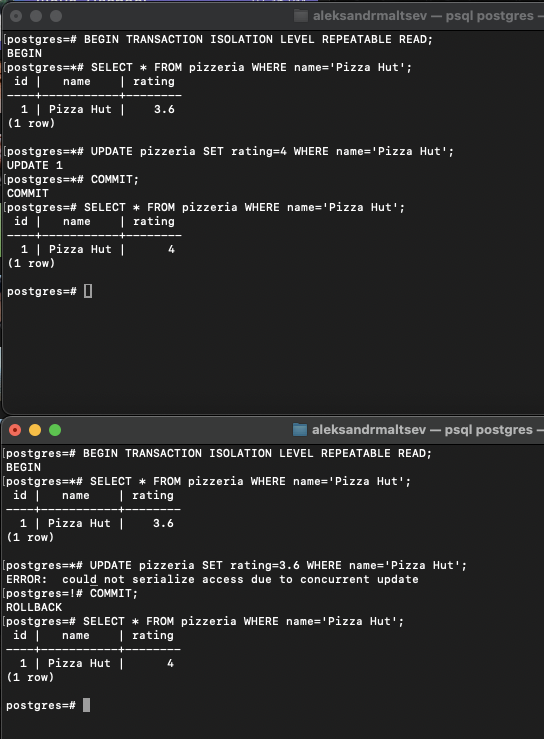 aleksandrmaltsev — psql postgres —
[postgres=# BEGIN TRANSACTION ISOLATION LEVEL REPEATABLE READ;
BEGIN
[postgres=*# SELECT * FROM pizzeria WHERE name='Pizza Hut';
 id |   name    | rating
----+-----------+--------
  1 | Pizza Hut |    3.6
(1 row)

[postgres=*# UPDATE pizzeria SET rating=4 WHERE name='Pizza Hut';
UPDATE 1
[postgres=*# COMMIT;
COMMIT
[postgres=# SELECT * FROM pizzeria WHERE name='Pizza Hut';
 id |   name    | rating
----+-----------+--------
  1 | Pizza Hut |      4
(1 row)

postgres=#
aleksandrmaltsev — psql postgres —
[postgres=# BEGIN TRANSACTION ISOLATION LEVEL REPEATABLE READ;
BEGIN
[postgres=*# SELECT * FROM pizzeria WHERE name='Pizza Hut';
 id |   name    | rating
----+-----------+--------
  1 | Pizza Hut |    3.6
(1 row)

[postgres=*# UPDATE pizzeria SET rating=3.6 WHERE name='Pizza Hut';
ERROR:  could not serialize access due to concurrent update
[postgres=!# COMMIT;
ROLLBACK
[postgres=# SELECT * FROM pizzeria WHERE name='Pizza Hut';
 id |   name    | rating
----+-----------+--------
  1 | Pizza Hut |      4
(1 row)

postgres=#